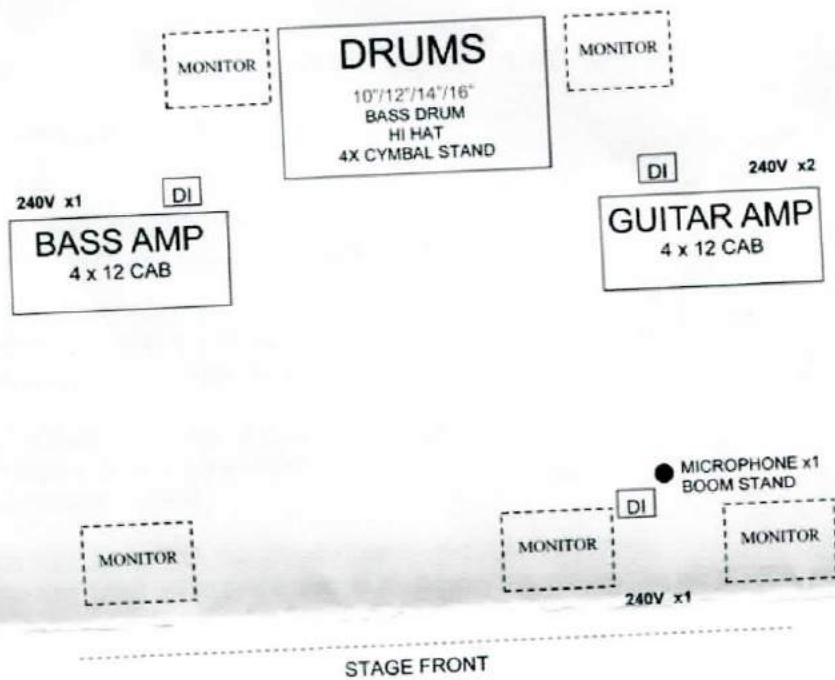 MONITOR
DRUMS
10"/12"/14"/16"
BASS DRUM
HI HAT
4X CYMBAL STAND
MONITOR
240V x1
DI
BASS AMP
4 x 12 CAB
DI
240V x2
GUITAR AMP
4 x 12 CAB
MICROPHONE x1
BOOM STAND
DI
MONITOR
MONITOR
MONITOR
240V x1
STAGE FRONT